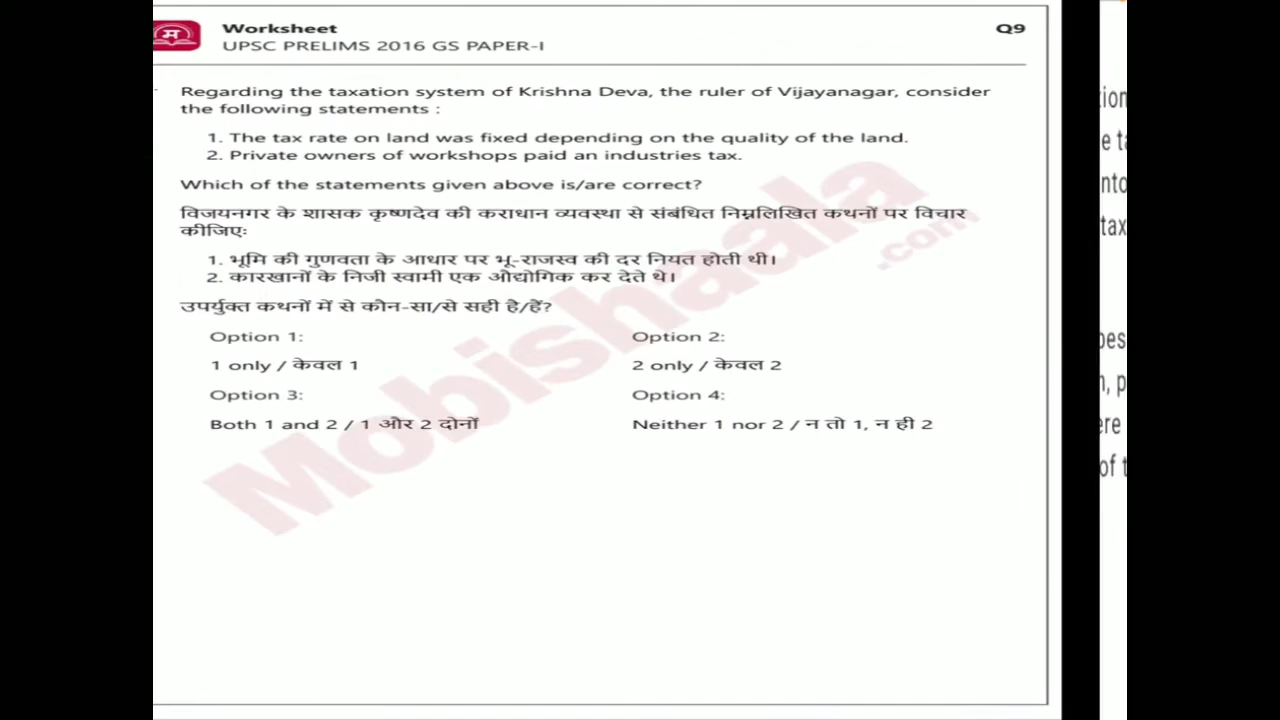 म
Worksheet
UPSC PRELIMS 2016 GS PAPER-I
Q9
Regarding the taxation system of Krishna Deva, the ruler of Vijayanagar, consider
the following statements :
1. The tax rate on land was fixed depending on the quality of the land.
2. Private owners of workshops paid an industries tax.
Which of the statements given above is/are correct?
विजयनगर के शासक कृष्णदेव की कराधान व्यवस्था से संबंधित निम्नलिखित कथनों पर विचार
कीजिए:
1. भूमि की गुणवता के आधार पर भू-राजस्व की दर नियत होती थी।
2. कारखानों के निजी स्वामी एक औद्योगिक कर देते थे।
उपर्युक्त कथनों में से कौन-सा/से सही है/हैं?
Option 1:
Option 2:
1 only / केवल 1
2 only / केवल 2
Option 3:
Option 4:
Both 1 and 2 / 1 और 2 दोनों
Neither 1 nor 2 / न तो 1, न ही 2
Mobishaala
.com